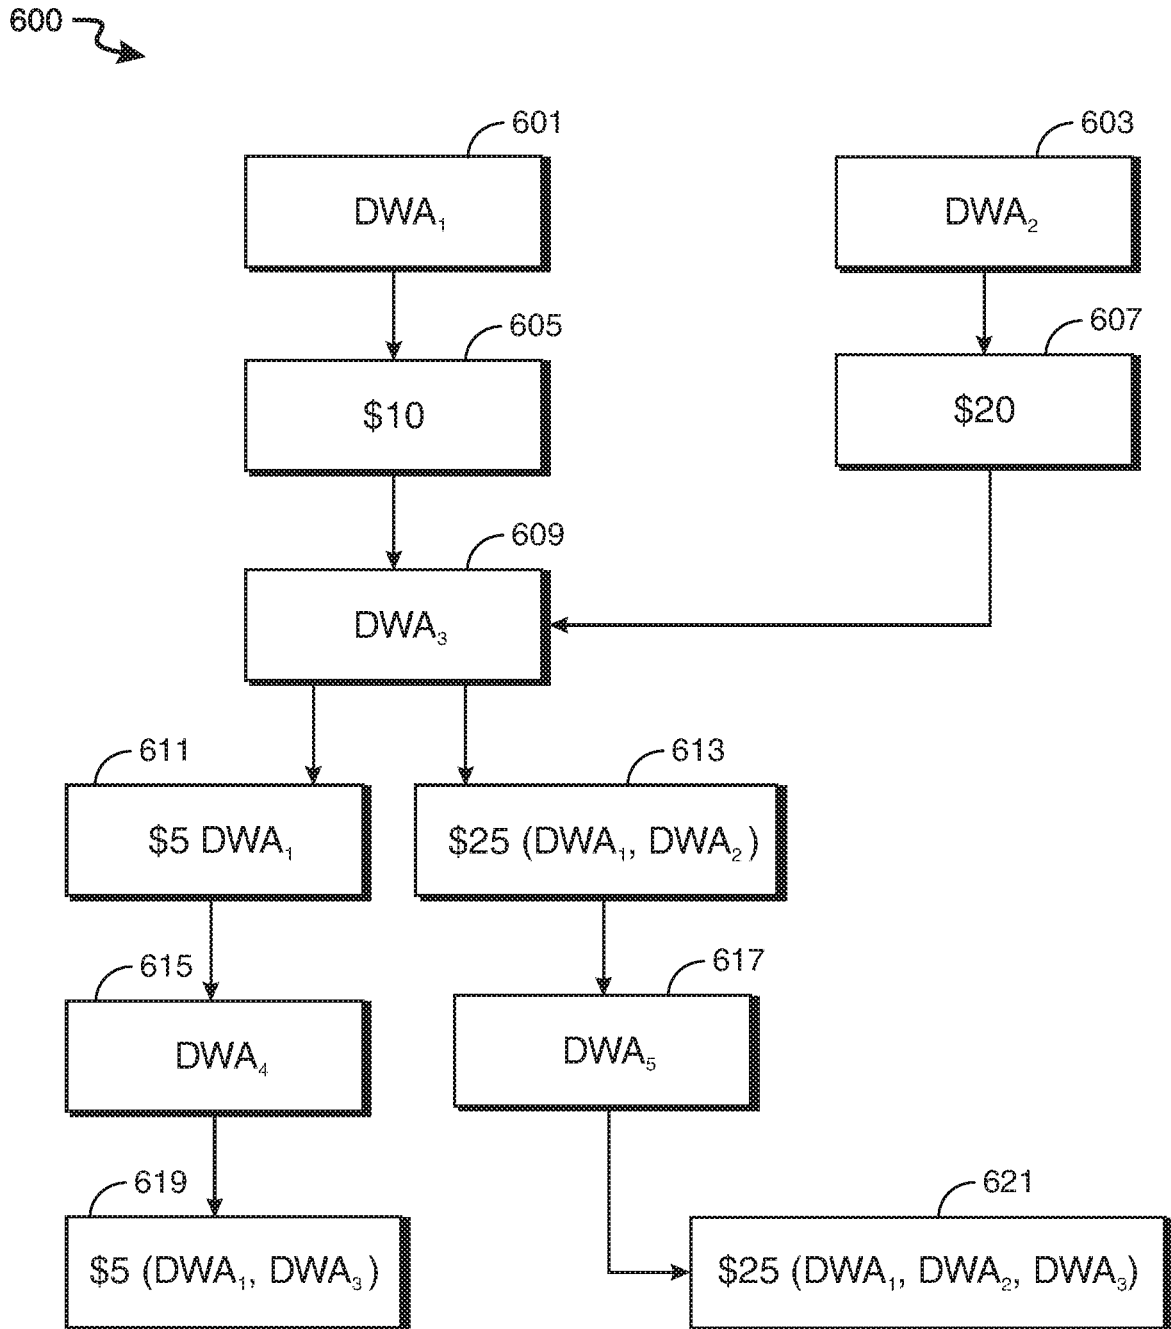 600
601
603
DWA₁
DWA₂
605
607
$10
$20
609
DWA₃
611
613
$5 DWA₁
$25 (DWA₁, DWA₂)
615
617
DWA₄
DWA₅
619
621
$5 (DWA₁, DWA₃)
$25 (DWA₁, DWA₂, DWA₃)